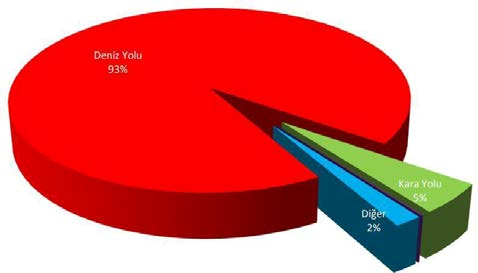 Deniz Yolu
93%
Kara Yolu
5%
Diğer
2%